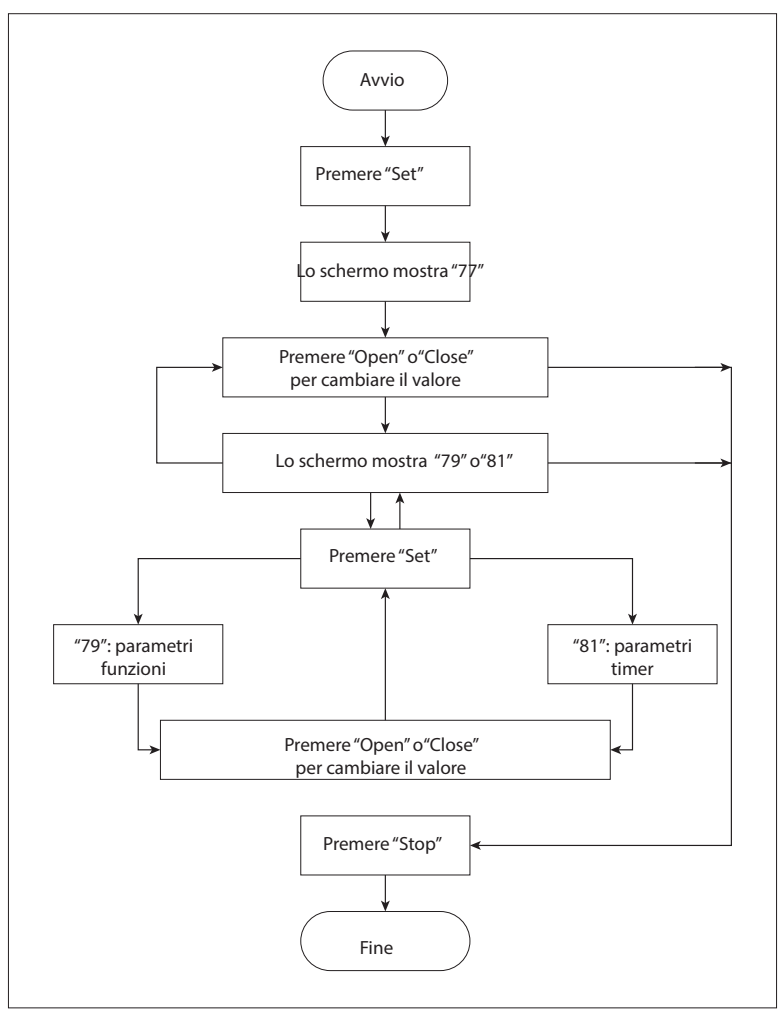 Avvio
Premere “Set”
Lo schermo mostra “77”
Premere “Open” o “Close”
per cambiare il valore
Lo schermo mostra “79” o “81”
Premere “Set”
“79”: parametri
funzioni
“81”: parametri
timer
Premere “Open” o “Close”
per cambiare il valore
Premere “Stop”
Fine